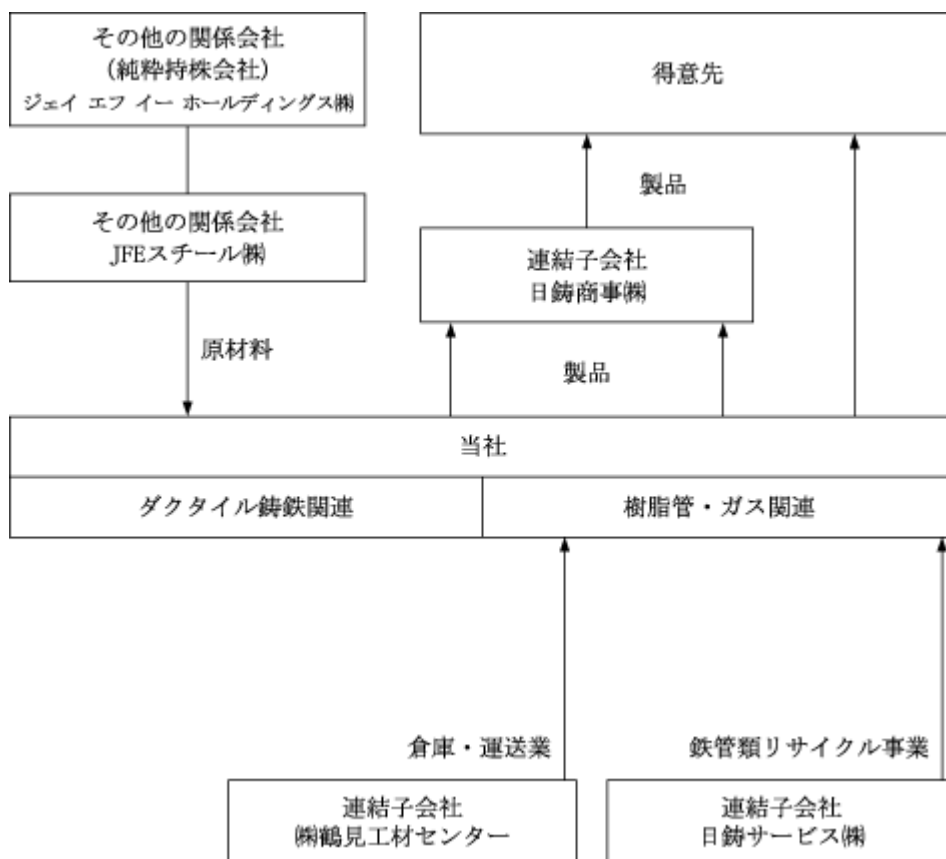 その他の関係会社
（純粋持株会社）
ジェイ エフ イー ホールディングス㈱
得意先
製品
その他の関係会社
JFEスチール㈱
連結子会社
日鋳商事㈱
原材料
製品
当社
ダクタイル鋳鉄関連
樹脂管・ガス関連
倉庫・運送業
鉄管類リサイクル事業
連結子会社
㈱鶴見工材センター
連結子会社
日鋳サービス㈱